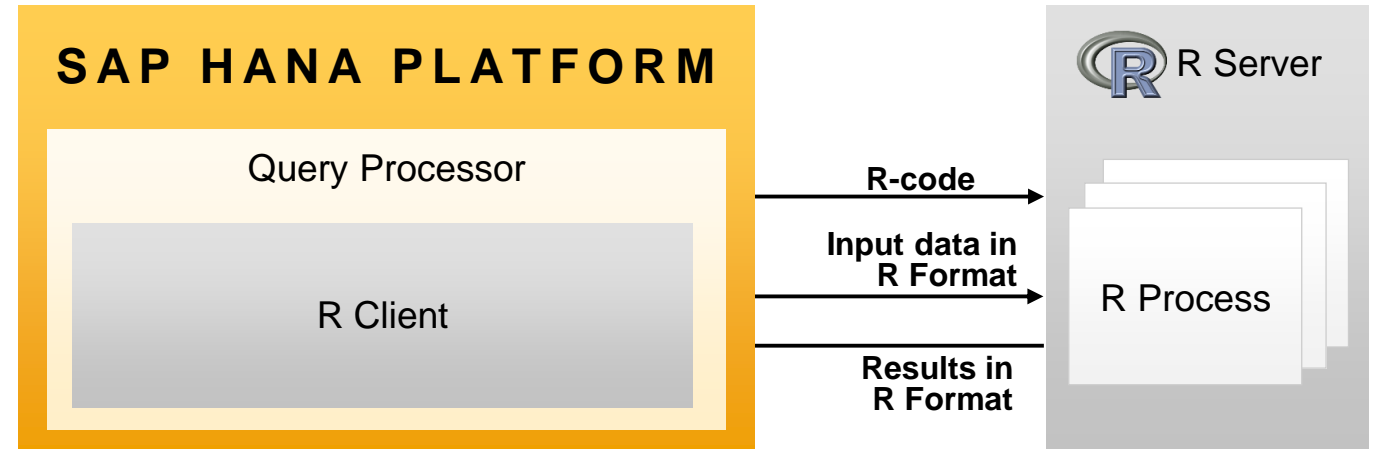 SAP HANA PLATFORM
R R Server
Query Processor
R-code
Input data in
R Format
R Client
R Process
Results in
R Format